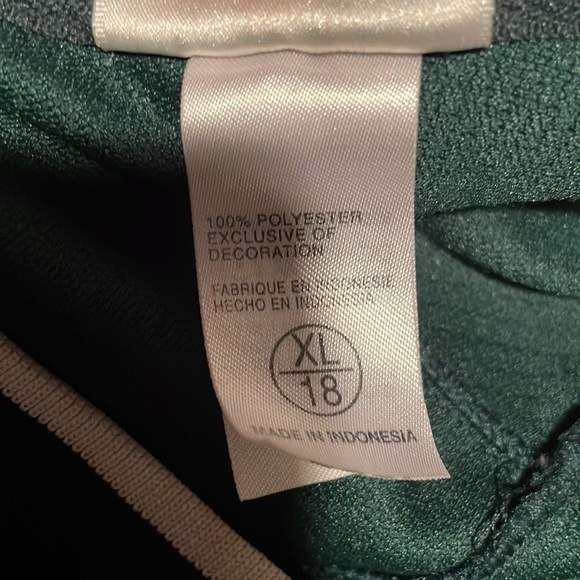 100% POLYESTER
EXCLUSIVE OF
DECORATION
FABRIQUE EN INDONESIE
HECHO EN INDONESIA
XL
18
MADE IN INDONESIA